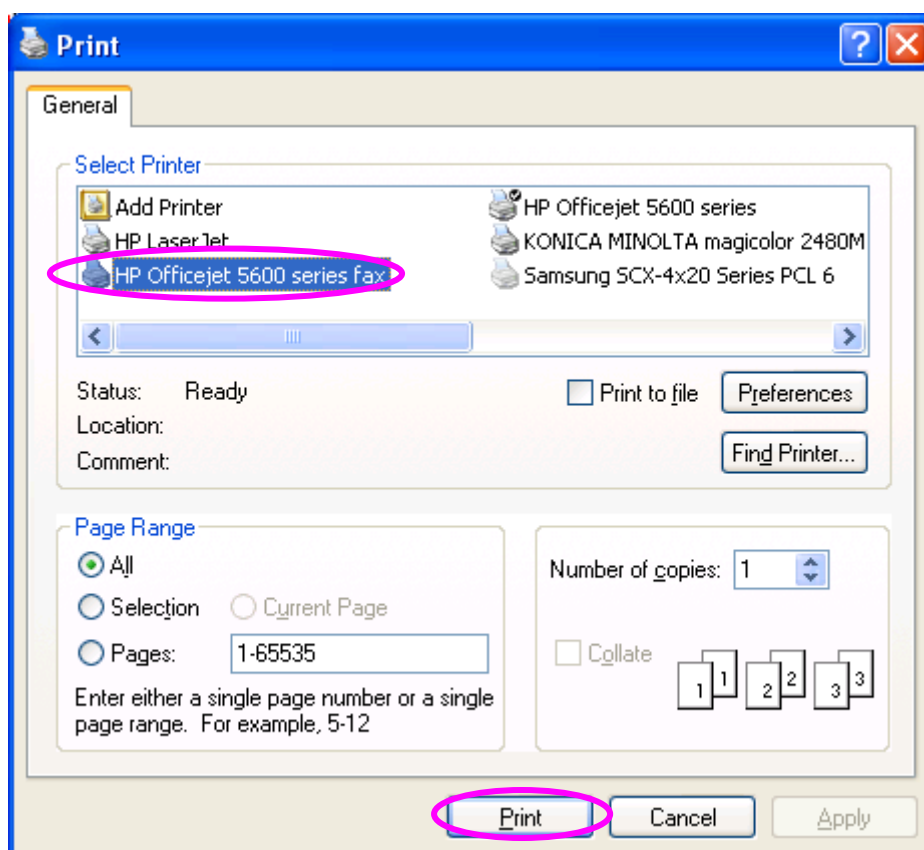 Print
General
Select Printer
Add Printer
HP Officejet 5600 series
HP LaserJet
KONICA MINOLTA magicolor 2480M
HP Officejet 5600 series fax
Samsung SCX-4x20 Series PCL 6
Status: Ready
Print to file
Preferences
Location:
Comment:
Find Printer...
Page Range
All
Selection
Current Page
Pages: 1-65535
Enter either a single page number or a single
page range. For example, 5-12
Number of copies: 1
Collate
1 1 2 2 3 3
Print
Cancel
Apply